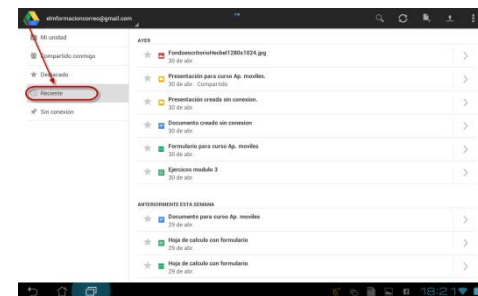 elmformacioncorreo@gmail.com
Mi unidad
Compartido conmigo
Destacado
Reciente
Sin conexión
AYER
FondoescritorioHecbel1280x1024.jpg
30 de abr.
Presentación para curso Ap. moviles.
30 de abr. Compartido
Presentación creada sin conexion.
30 de abr.
Documento creado sin conexion
30 de abr.
Formulario para curso Ap. moviles
30 de abr.
Ejercicos modulo 3
30 de abr.
ANTERIORMENTE ESTA SEMANA
Documento para curso Ap. moviles
29 de abr.
Hoja de calculo con formulario
29 de abr.
Hoja de calculo con formulario
29 de abr.
18:21